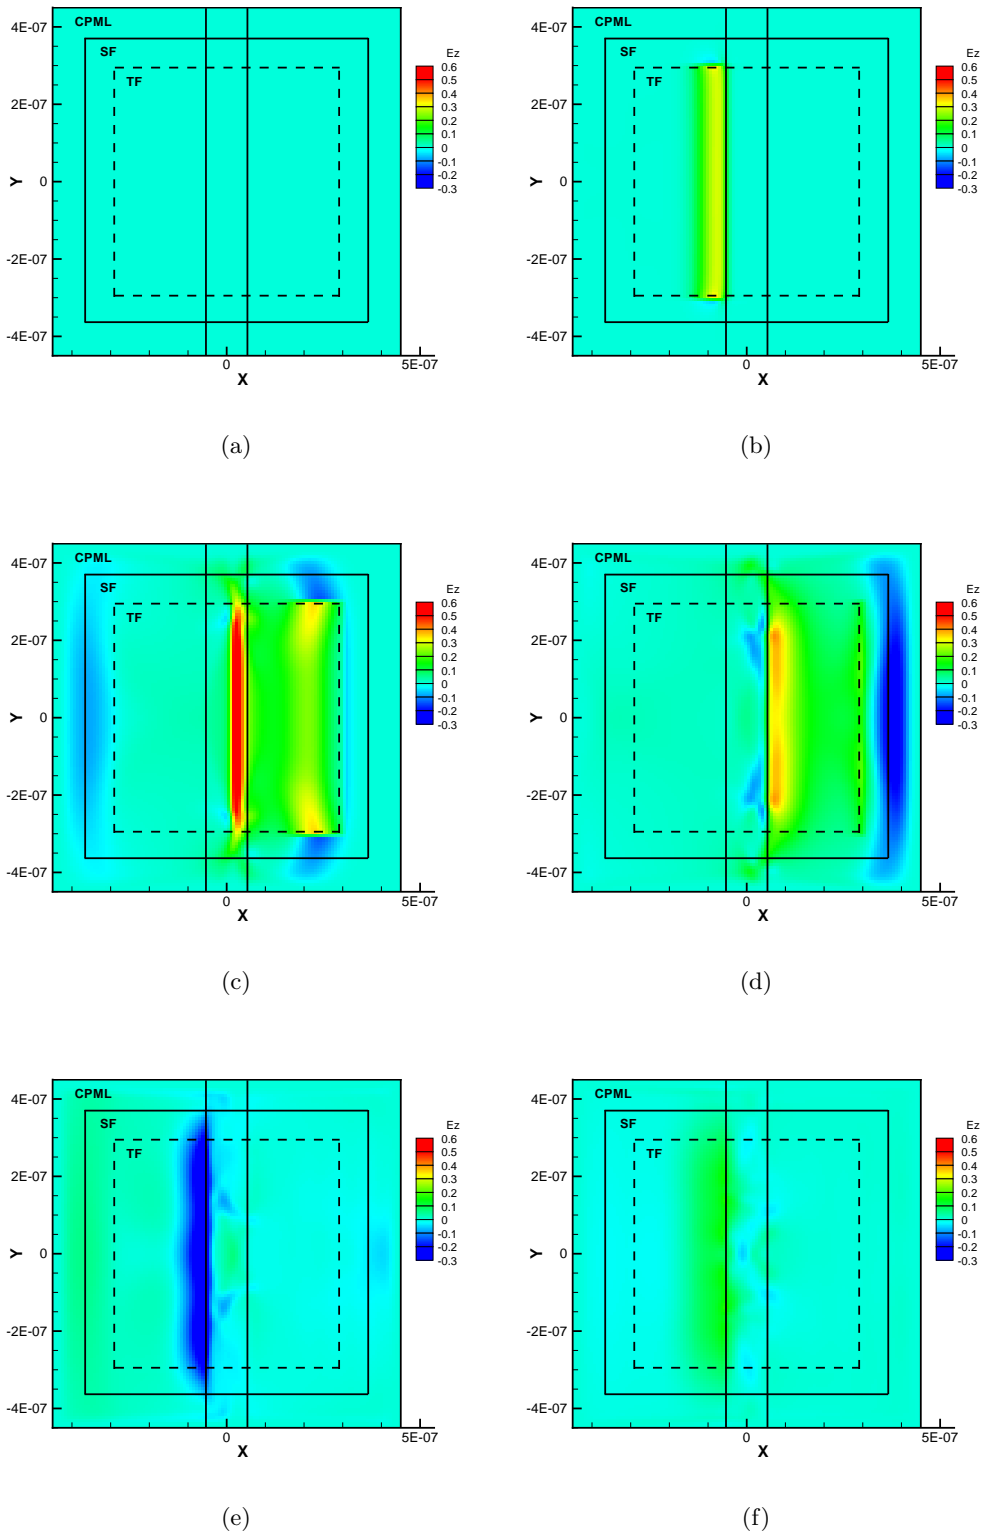 4E-07 CPML 4E-07 CPML
SF Ez SF Ez
TF 0.6 TF 0.6
0.5 0.5
2E-07 0.4 2E-07 0.4
0.3 0.3
0.2 0.2
0.1 0.1
0 0
-0.1 -0.1
-0.2 -0.2
Y 0 -0.3 Y 0 -0.3
-2E-07 -2E-07
-4E-07 -4E-07
0 5E-07 0 5E-07
X X
(a) (b)
4E-07 CPML 4E-07 CPML
SF Ez SF Ez
TF 0.6 TF 0.6
0.5 0.5
2E-07 0.4 2E-07 0.4
0.3 0.3
0.2 0.2
0.1 0.1
0 0
-0.1 -0.1
-0.2 -0.2
Y 0 -0.3 Y 0 -0.3
-2E-07 -2E-07
-4E-07 -4E-07
0 5E-07 0 5E-07
X X
(c) (d)
4E-07 CPML 4E-07 CPML
SF Ez SF Ez
TF 0.6 TF 0.6
0.5 0.5
2E-07 0.4 2E-07 0.4
0.3 0.3
0.2 0.2
0.1 0.1
0 0
-0.1 -0.1
-0.2 -0.2
Y 0 -0.3 Y 0 -0.3
-2E-07 -2E-07
-4E-07 -4E-07
0 5E-07 0 5E-07
X X
(e) (f)